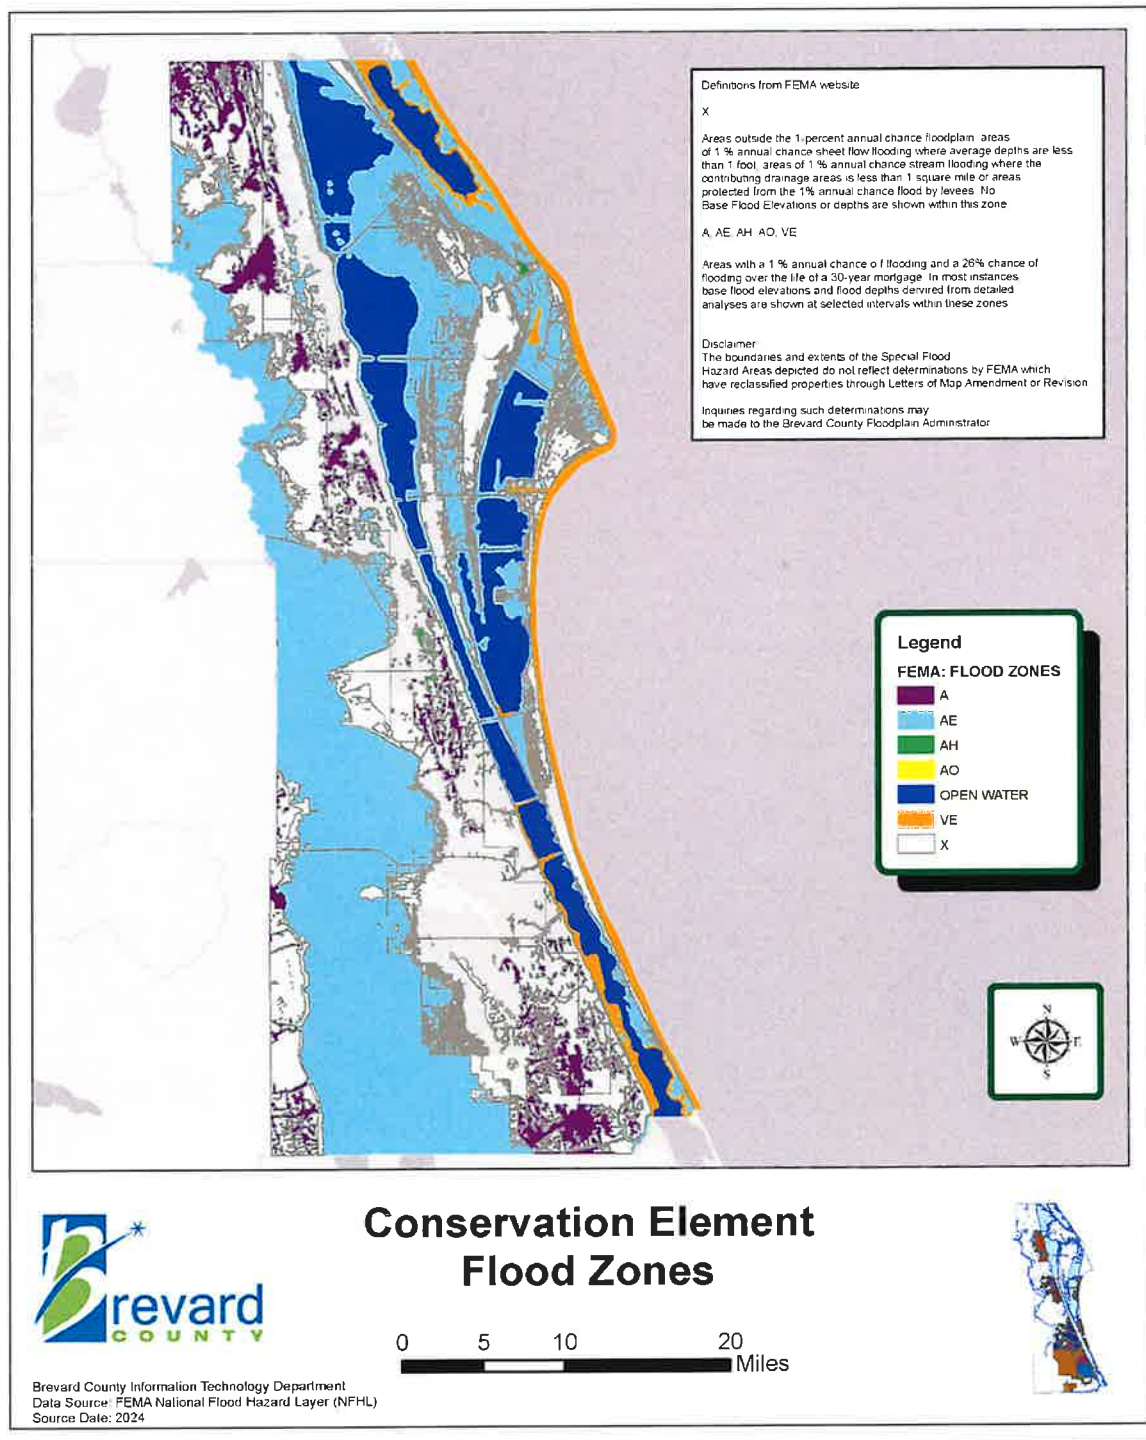 Definitions from FEMA website
X
Areas outside the 1-percent annual chance floodplain, areas
of 1 % annual chance sheet flow flooding where average depths are less
than 1 foot, areas of 1 % annual chance stream flooding where the
contributing drainage areas is less than 1 square mile or areas
protected from the 1% annual chance flood by levees. No
Base Flood Elevations or depths are shown within this zone
A, AE, AH, AO, VE
Areas with a 1 % annual chance of flooding and a 26% chance of
flooding over the life of a 30-year mortgage. In most instances
base flood elevations and flood depths dervired from detailed
analyses are shown at selected intervals within these zones
Disclaimer
The boundaries and extents of the Special Flood
Hazard Areas depicted do not reflect determinations by FEMA which
have reclassified properties through Letters of Map Amendment or Revision
Inquiries regarding such determinations may
be made to the Brevard County Floodplain Administrator
Legend
FEMA: FLOOD ZONES
A
AE
AH
AO
OPEN WATER
VE
X
N
W E
S
Conservation Element
Flood Zones
Brevard
COUNTY
0 5 10 20
Miles
Brevard County Information Technology Department
Data Source: FEMA National Flood Hazard Layer (NFHL)
Source Date: 2024